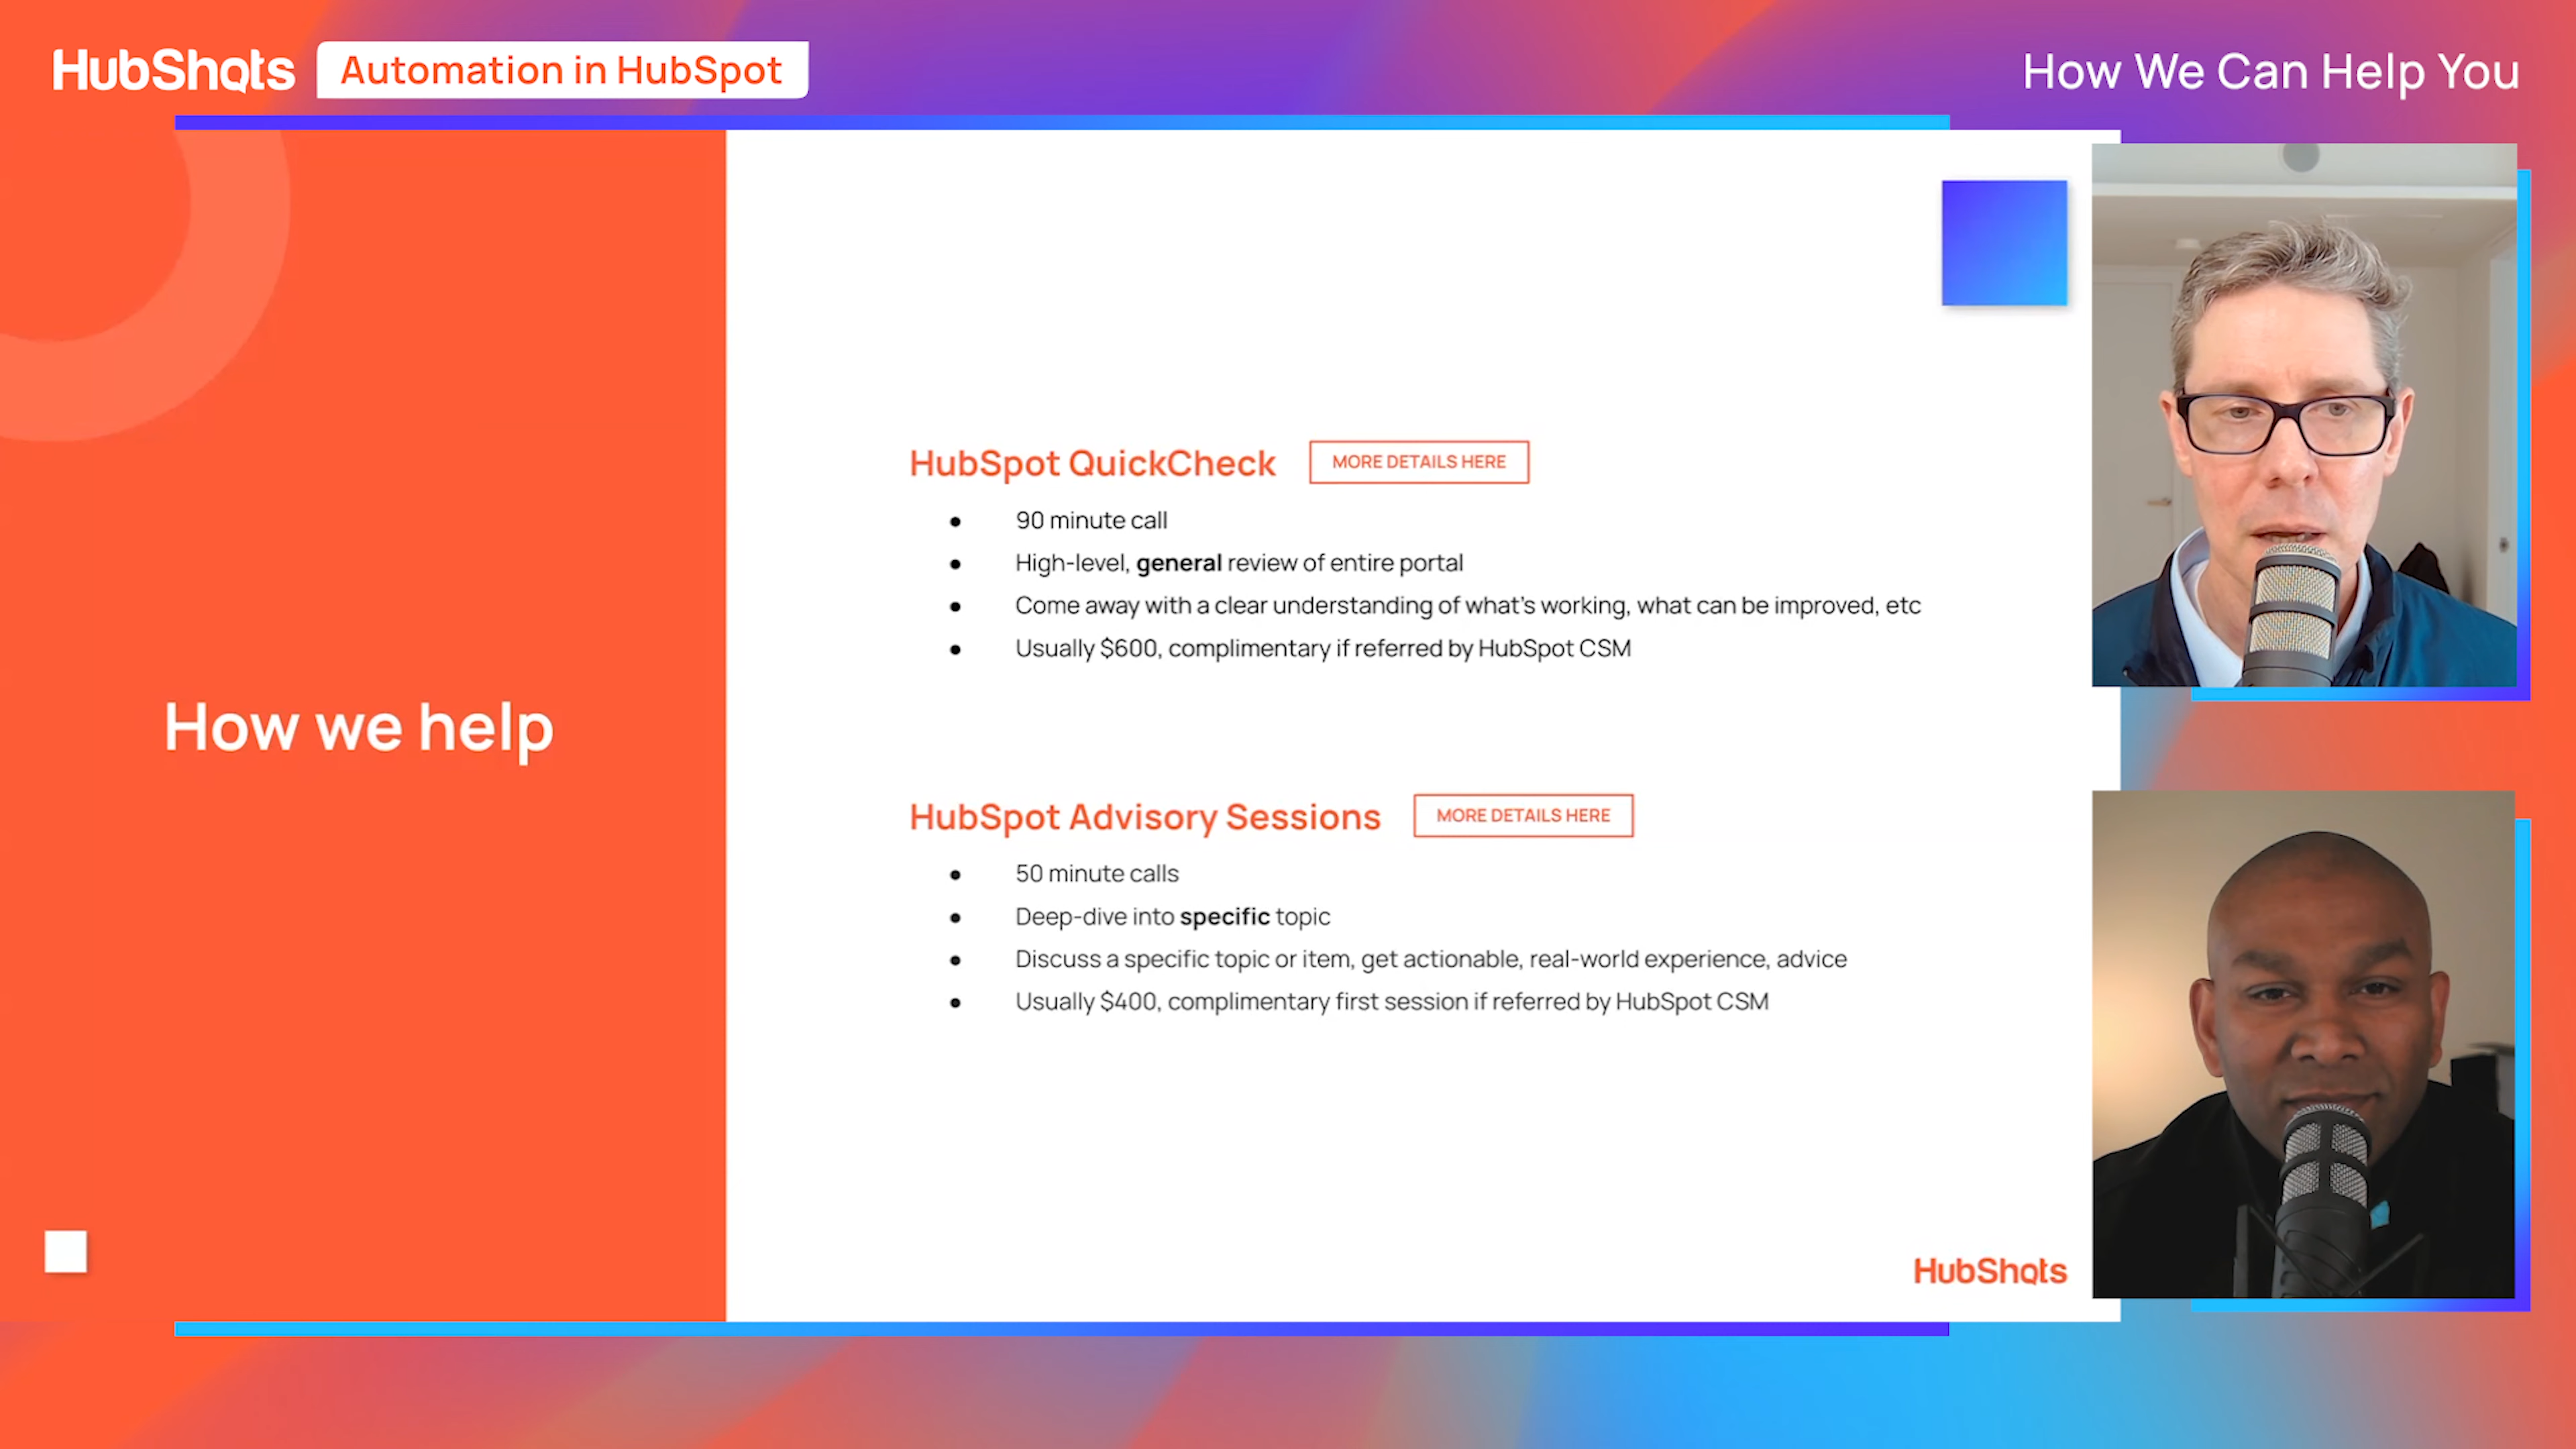 HubShots
Automation in HubSpot
How We Can Help You
How we help
HubSpot QuickCheck
MORE DETAILS HERE
● 90 minute call
● High-level, general review of entire portal
● Come away with a clear understanding of what's working, what can be improved, etc
● Usually $600, complimentary if referred by HubSpot CSM
HubSpot Advisory Sessions
MORE DETAILS HERE
● 50 minute calls
● Deep-dive into specific topic
● Discuss a specific topic or item, get actionable, real-world experience, advice
● Usually $400, complimentary first session if referred by HubSpot CSM
HubShots